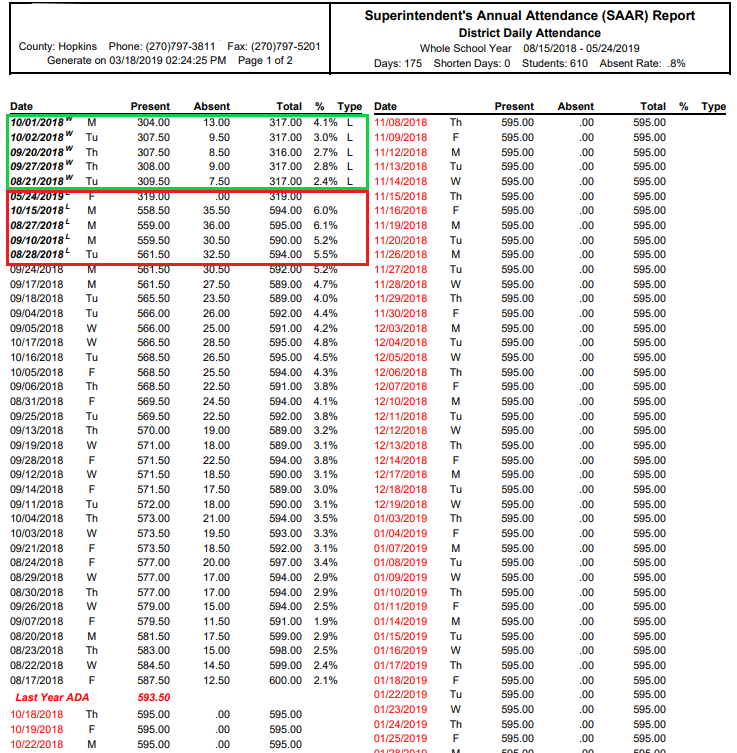 Superintendent's Annual Attendance (SAAR) Report
District Daily Attendance
County: Hopkins Phone: (270)797-3811 Fax: (270)797-5201
Whole School Year 08/15/2018 - 05/24/2019
Generate on 03/18/2019 02:24:25 PM Page 1 of 2
Days: 175 Shorten Days: 0 Students: 610 Absent Rate: .8%
Date Present Absent Total % Type Date Present Absent Total % Type
10/01/2018 W M 304.00 13.00 317.00 4.1% L 11/08/2018 Th 595.00 .00 595.00
10/02/2018 W Tu 307.50 9.50 317.00 3.0% L 11/09/2018 F 595.00 .00 595.00
09/20/2018 W Th 307.50 8.50 316.00 2.7% L 11/12/2018 M 595.00 .00 595.00
09/27/2018 W Th 308.00 9.00 317.00 2.8% L 11/13/2018 Tu 595.00 .00 595.00
08/21/2018 W Tu 309.50 7.50 317.00 2.4% L 11/14/2018 W 595.00 .00 595.00
05/24/2019 L F 319.00 .00 319.00 11/15/2018 Th 595.00 .00 595.00
10/15/2018 L M 558.50 35.50 594.00 6.0% 11/16/2018 F 595.00 .00 595.00
08/27/2018 L M 559.00 36.00 595.00 6.1% 11/19/2018 M 595.00 .00 595.00
09/10/2018 L M 559.50 30.50 590.00 5.2% 11/20/2018 Tu 595.00 .00 595.00
08/28/2018 L Tu 561.50 32.50 594.00 5.5% 11/26/2018 M 595.00 .00 595.00
09/24/2018 M 561.50 30.50 592.00 5.2% 11/27/2018 Tu 595.00 .00 595.00
09/17/2018 M 561.50 27.50 589.00 4.7% 11/28/2018 W 595.00 .00 595.00
09/18/2018 Tu 565.50 23.50 589.00 4.0% 11/29/2018 Th 595.00 .00 595.00
09/04/2018 Tu 566.00 26.00 592.00 4.4% 11/30/2018 F 595.00 .00 595.00
09/05/2018 W 566.00 25.00 591.00 4.2% 12/03/2018 M 595.00 .00 595.00
10/17/2018 W 566.50 28.50 595.00 4.8% 12/04/2018 Tu 595.00 .00 595.00
10/16/2018 Tu 568.50 26.50 595.00 4.5% 12/05/2018 W 595.00 .00 595.00
10/05/2018 F 568.50 25.50 594.00 4.3% 12/06/2018 Th 595.00 .00 595.00
09/06/2018 Th 568.50 22.50 591.00 3.8% 12/07/2018 F 595.00 .00 595.00
08/31/2018 F 569.50 24.50 594.00 4.1% 12/10/2018 M 595.00 .00 595.00
09/25/2018 Tu 569.50 22.50 592.00 3.8% 12/11/2018 Tu 595.00 .00 595.00
09/13/2018 Th 570.00 19.00 589.00 3.2% 12/12/2018 W 595.00 .00 595.00
09/19/2018 W 571.00 18.00 589.00 3.1% 12/13/2018 Th 595.00 .00 595.00
09/28/2018 F 571.50 22.50 594.00 3.8% 12/14/2018 F 595.00 .00 595.00
09/12/2018 W 571.50 18.50 590.00 3.1% 12/17/2018 M 595.00 .00 595.00
09/14/2018 F 571.50 17.50 589.00 3.0% 12/18/2018 Tu 595.00 .00 595.00
09/11/2018 Tu 572.00 18.00 590.00 3.1% 12/19/2018 W 595.00 .00 595.00
10/04/2018 Th 573.00 21.00 594.00 3.5% 01/03/2019 Th 595.00 .00 595.00
10/03/2018 W 573.50 19.50 593.00 3.3% 01/04/2019 F 595.00 .00 595.00
09/21/2018 F 573.50 18.50 592.00 3.1% 01/07/2019 M 595.00 .00 595.00
08/24/2018 F 577.00 20.00 597.00 3.4% 01/08/2019 Tu 595.00 .00 595.00
08/29/2018 W 577.00 17.00 594.00 2.9% 01/09/2019 W 595.00 .00 595.00
08/30/2018 Th 577.00 17.00 594.00 2.9% 01/10/2019 Th 595.00 .00 595.00
09/26/2018 W 579.00 15.00 594.00 2.5% 01/11/2019 F 595.00 .00 595.00
09/07/2018 F 579.50 11.50 591.00 1.9% 01/14/2019 M 595.00 .00 595.00
08/20/2018 M 581.50 17.50 599.00 2.9% 01/15/2019 Tu 595.00 .00 595.00
08/23/2018 Th 583.00 15.00 598.00 2.5% 01/16/2019 W 595.00 .00 595.00
08/22/2018 W 584.50 14.50 599.00 2.4% 01/17/2019 Th 595.00 .00 595.00
08/17/2018 F 587.50 12.50 600.00 2.1% 01/18/2019 F 595.00 .00 595.00
Last Year ADA 593.50 01/22/2019 Tu 595.00 .00 595.00
10/18/2018 Th 595.00 .00 595.00 01/23/2019 W 595.00 .00 595.00
10/19/2018 F 595.00 .00 595.00 01/24/2019 Th 595.00 .00 595.00
10/22/2018 M 595.00 .00 595.00 01/25/2019 F 595.00 .00 595.00
01/28/2019 M 595.00 .00 595.00